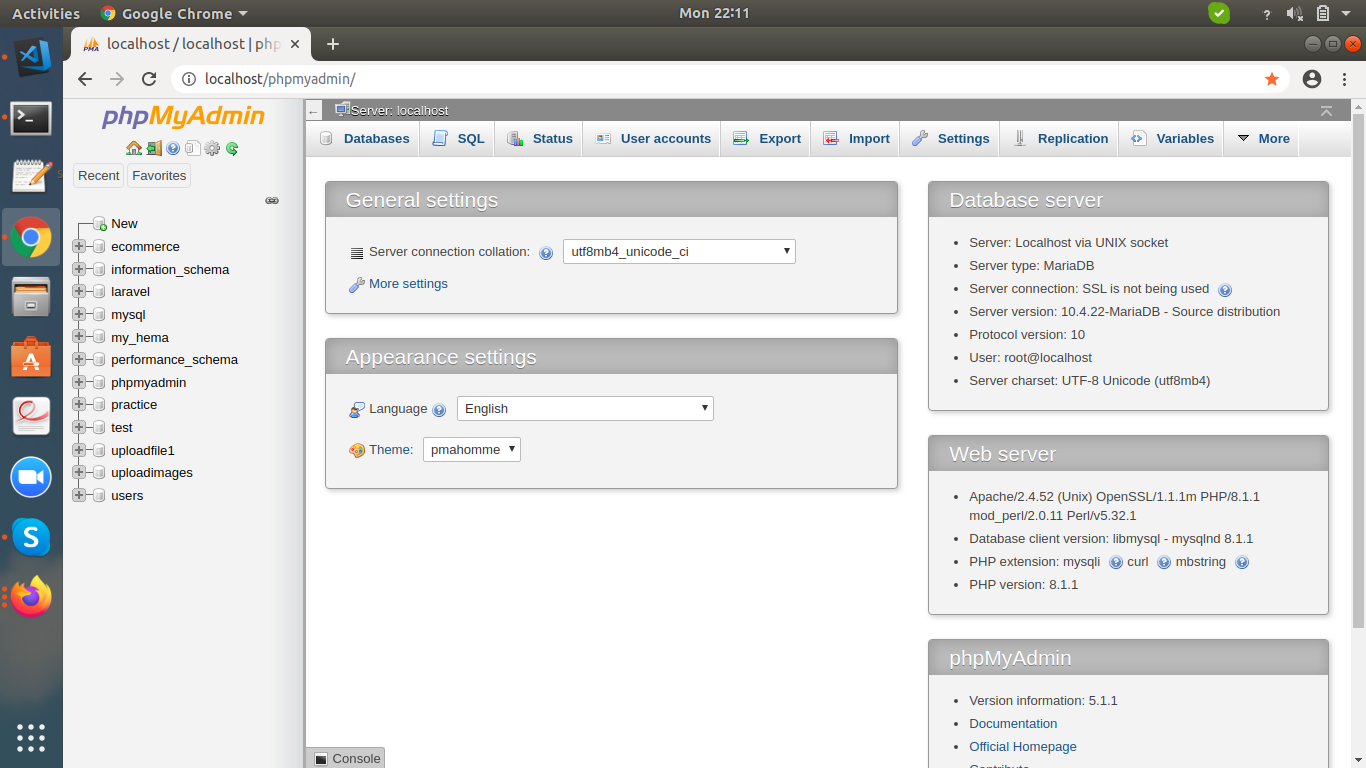 Activities Google Chrome Mon 22:11 ?
PMA localhost / localhost | php
localhost/phpmyadmin/
phpMyAdmin
Recent Favorites
New
ecommerce
information_schema
laravel
mysql
my_hema
performance_schema
phpmyadmin
practice
test
uploadfile1
uploadimages
users
Server: localhost
Databases SQL Status User accounts Export Import Settings Replication Variables More
General settings
Server connection collation: utf8mb4_unicode_ci
More settings
Appearance settings
Language English
Theme: pmahomme
Database server
Server: Localhost via UNIX socket
Server type: MariaDB
Server connection: SSL is not being used
Server version: 10.4.22-MariaDB - Source distribution
Protocol version: 10
User: root@localhost
Server charset: UTF-8 Unicode (utf8mb4)
Web server
Apache/2.4.52 (Unix) OpenSSL/1.1.1m PHP/8.1.1
mod_perl/2.0.11 Perl/v5.32.1
Database client version: libmysql - mysqlnd 8.1.1
PHP extension: mysqli curl mbstring
PHP version: 8.1.1
phpMyAdmin
Version information: 5.1.1
Documentation
Official Homepage
Contribute
Console